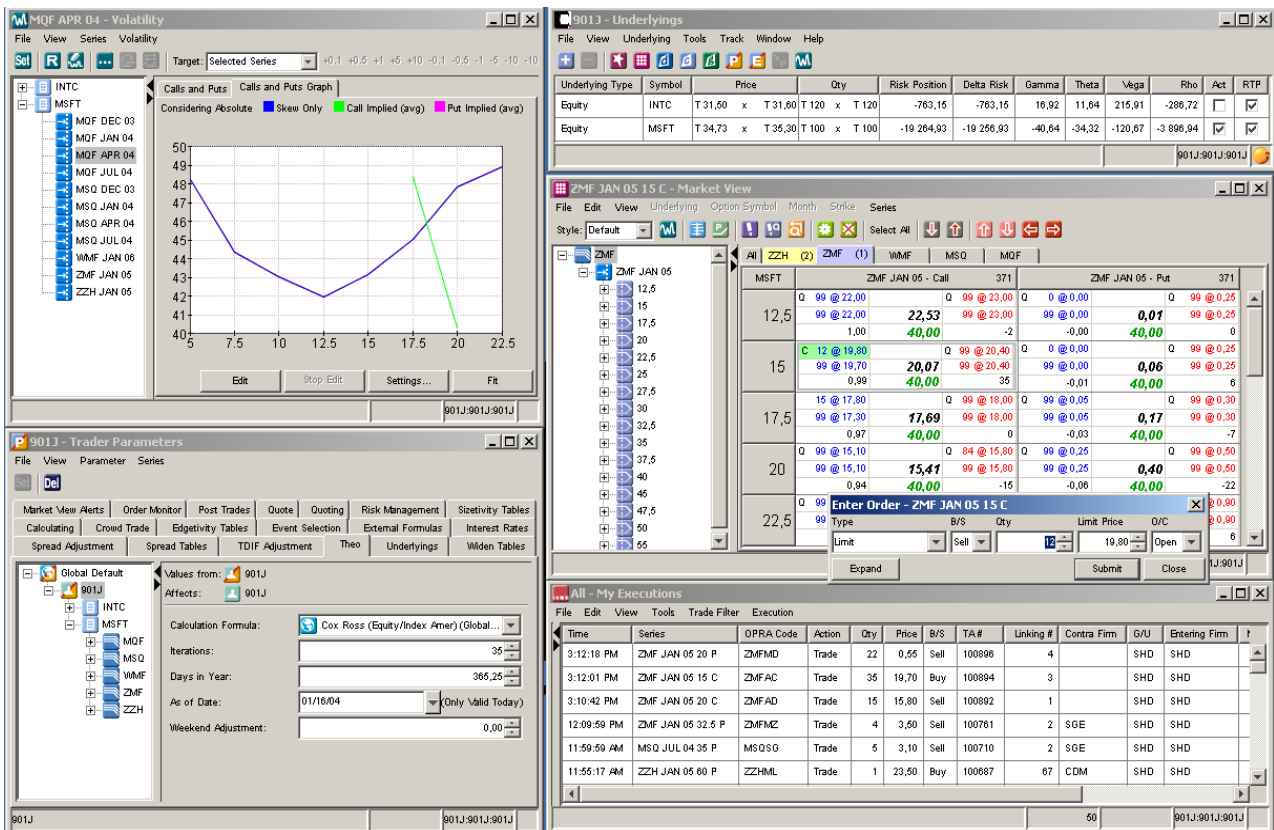 MQF APR 04 - Volatility
File View Series Volatility
Set R Target: Selected Series +0.1 +0.5 +1 +5 +10 -0.1 -0.5 -1 -5 -10 -10
INTC
MSFT
MQF DEC 03
MQF JAN 04
MQF APR 04
MQF JUL 04
MSQ DEC 03
MSQ JAN 04
MSQ APR 04
MSQ JUL 04
WMF JAN 06
ZMF JAN 05
ZZH JAN 05
Calls and Puts Calls and Puts Graph
Considering Absolute Skew Only Call Implied (avg) Put Implied (avg)
50
49
48
47
46
45
44
43
42
41
40
5 7.5 10 12.5 15 17.5 20 22.5
Edit Stop Edit Settings... Fit
901J:901J:901J
901J - Trader Parameters
File View Parameter Series
Set Del
Market View Alerts Order Monitor Post Trades Quote Quoting Risk Management Sizetivity Tables
Calculating Crowd Trade Edgetivity Tables Event Selection External Formulas Interest Rates
Spread Adjustment Spread Tables TDIF Adjustment Theo Underlyings Widen Tables
Global Default
901J
INTC
MSFT
MQF
MSQ
WMF
ZMF
ZZH
Values from: 901J
Affects: 901J
Calculation Formula: Cox Ross (Equity/Index Amer) (Global...
Iterations: 35
Days in Year: 365,25
As of Date: 01/16/04 (Only Valid Today)
Weekend Adjustment: 0,00
901J 901J:901J:901J
901J - Underlyings
File View Underlying Tools Track Window Help
Underlying Type Symbol Price Qty Risk Position Delta Risk Gamma Theta Vega Rho Act RTP
Equity INTC T 31,50 x T 31,60 T 120 x T 120 -763,15 -763,15 16,92 11,64 215,91 -286,72
Equity MSFT T 34,73 x T 35,30 T 100 x T 100 -19 264,93 -19 256,93 -40,64 -34,32 -120,67 -3 896,94
901J:901J:901J
ZMF JAN 05 15 C - Market View
File Edit View Underlying Option Symbol Month Strike Series
Style: Default Select All
ZMF
ZMF JAN 05
12,5
15
17,5
20
22,5
25
27,5
30
32,5
35
37,5
40
45
47,5
50
55
All ZZH (2) ZMF (1) WMF MSQ MQF
MSFT ZMF JAN 05 - Call 371 ZMF JAN 05 - Put 371
Q 99 @ 22,00 Q 99 @ 23,00 Q 0 @ 0,00 Q 99 @ 0,25
12,5 99 @ 22,00 22,53 99 @ 23,00 99 @ 0,00 0,01 99 @ 0,25
1,00 40,00 -2 -0,00 40,00 0
C 12 @ 19,80 Q 99 @ 20,40 Q 0 @ 0,00 Q 99 @ 0,25
15 99 @ 19,70 20,07 99 @ 20,40 99 @ 0,00 0,06 99 @ 0,25
0,99 40,00 35 -0,01 40,00 6
15 @ 17,80 Q 99 @ 18,00 Q 99 @ 0,05 Q 99 @ 0,30
17,5 99 @ 17,30 17,69 99 @ 18,00 99 @ 0,05 0,17 99 @ 0,30
0,97 40,00 0 -0,03 40,00 -7
Q 99 @ 15,10 Q 84 @ 15,80 Q 99 @ 0,25 Q 99 @ 0,50
20 99 @ 15,10 15,41 99 @ 15,80 99 @ 0,25 0,40 99 @ 0,50
0,94 40,00 -15 -0,06 40,00 -22
Q 99 0,90
22,5 99 0,90
6
Enter Order - ZMF JAN 05 15 C
Type B/S Qty Limit Price O/C
Limit Sell 12 19,80 Open
Expand Submit Close
1J:901J
All - My Executions
File Edit View Tools Trade Filter Execution
Time Series OPRA Code Action Qty Price B/S TA# Linking # Contra Firm G/U Entering Firm
3:12:18 PM ZMF JAN 05 20 P ZMFMD Trade 22 0,55 Sell 100896 4 SHD SHD
3:12:01 PM ZMF JAN 05 15 C ZMFAC Trade 35 19,70 Buy 100894 3 SHD SHD
3:10:42 PM ZMF JAN 05 20 C ZMFAD Trade 15 15,80 Sell 100892 1 SHD SHD
12:09:59 PM ZMF JAN 05 32.5 P ZMFMZ Trade 4 3,50 Sell 100761 2 SGE SHD SHD
11:59:59 AM MSQ JUL 04 35 P MSQSG Trade 5 3,10 Sell 100710 2 SGE SHD SHD
11:55:17 AM ZZH JAN 05 60 P ZZHML Trade 1 23,50 Buy 100687 67 CDM SHD SHD
50 901J:901J:901J